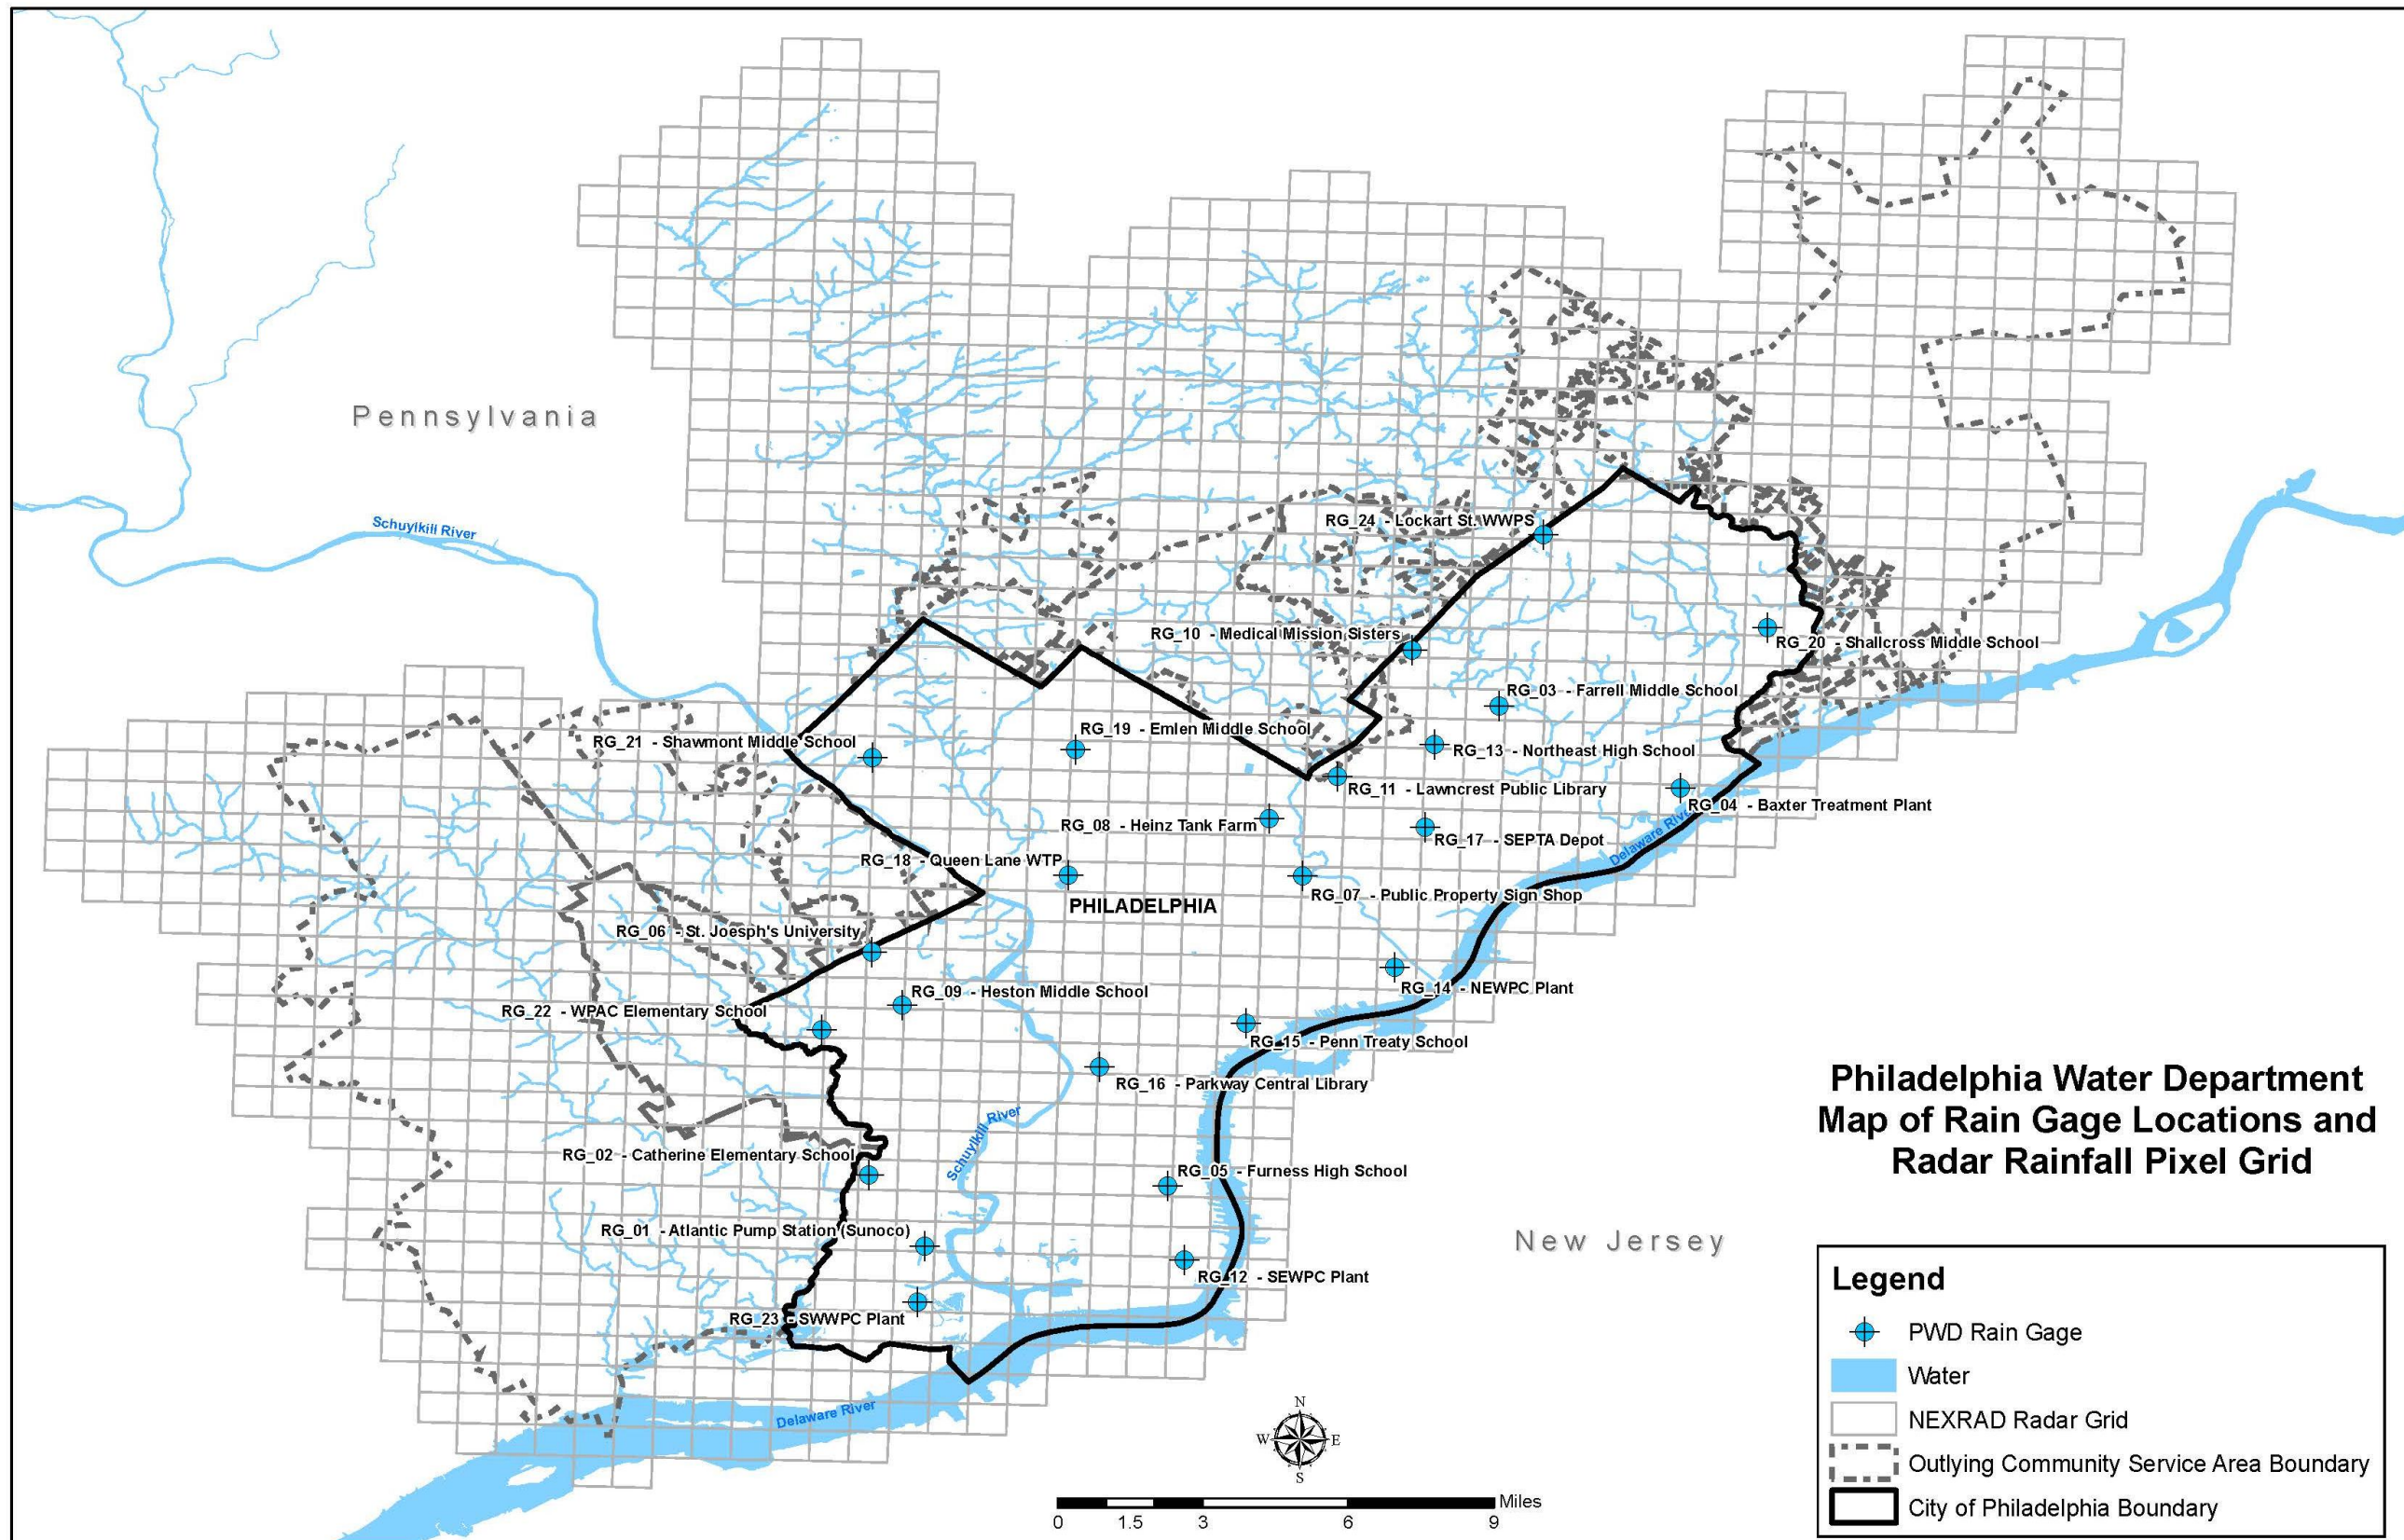 Pennsylvania
Schuylkill River
RG_24 - Lockart St. WWPS
RG_10 - Medical Mission Sisters
RG_20 - Shallcross Middle School
RG_03 - Farrell Middle School
RG_19 - Emlen Middle School
RG_21 - Shawmont Middle School
RG_13 - Northeast High School
RG_11 - Lawncrest Public Library
RG_04 - Baxter Treatment Plant
RG_08 - Heinz Tank Farm
RG_17 - SEPTA Depot
Delaware River
RG_18 - Queen Lane WTP
RG_07 - Public Property Sign Shop
PHILADELPHIA
RG_06 - St. Joesph's University
RG_14 - NEWPC Plant
RG_09 - Heston Middle School
RG_22 - WPAC Elementary School
RG_15 - Penn Treaty School
RG_16 - Parkway Central Library
Schuylkill River
RG_02 - Catherine Elementary School
RG_05 - Furness High School
RG_01 - Atlantic Pump Station (Sunoco)
RG_12 - SEWPC Plant
RG_23 - SWWPC Plant
Delaware River
New Jersey
Philadelphia Water Department
Map of Rain Gage Locations and
Radar Rainfall Pixel Grid
Legend
PWD Rain Gage
Water
NEXRAD Radar Grid
Outlying Community Service Area Boundary
City of Philadelphia Boundary
N
W E
S
Miles
0 1.5 3 6 9